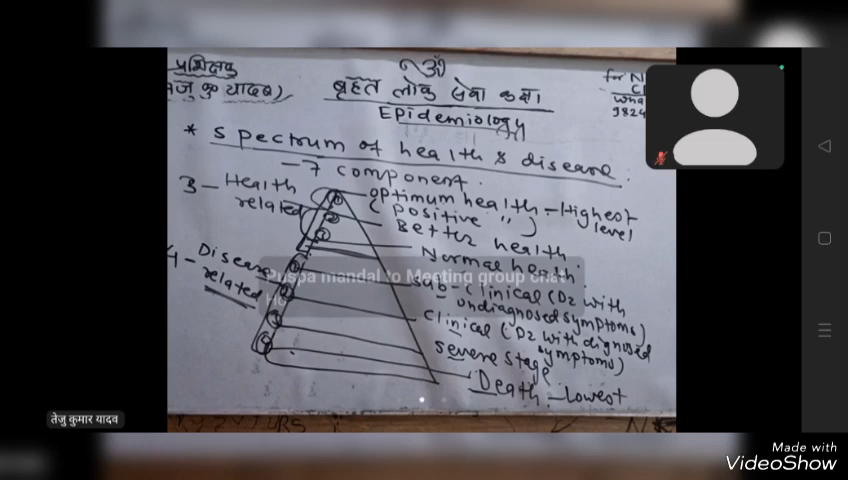 प्रशिक्षक
ॐ
for N
तेजु कु यादव)
बृहत लोक सेवा कक्षा
9824
Epidemiology
* Spectrum of health & disease
- 7 component.
3 - Health related
Optimum health - Highest level
( Positive " )
Better health
Normal health
4 - Disease related
Puspa mandal to Meeting group chat
Sub-Clinical (Dz with undiagnosed symptoms)
Clinical (Dz with dignosed symptoms)
severe stage
Death - Lowest
तेजु कुमार यादव
Made with
VideoShow